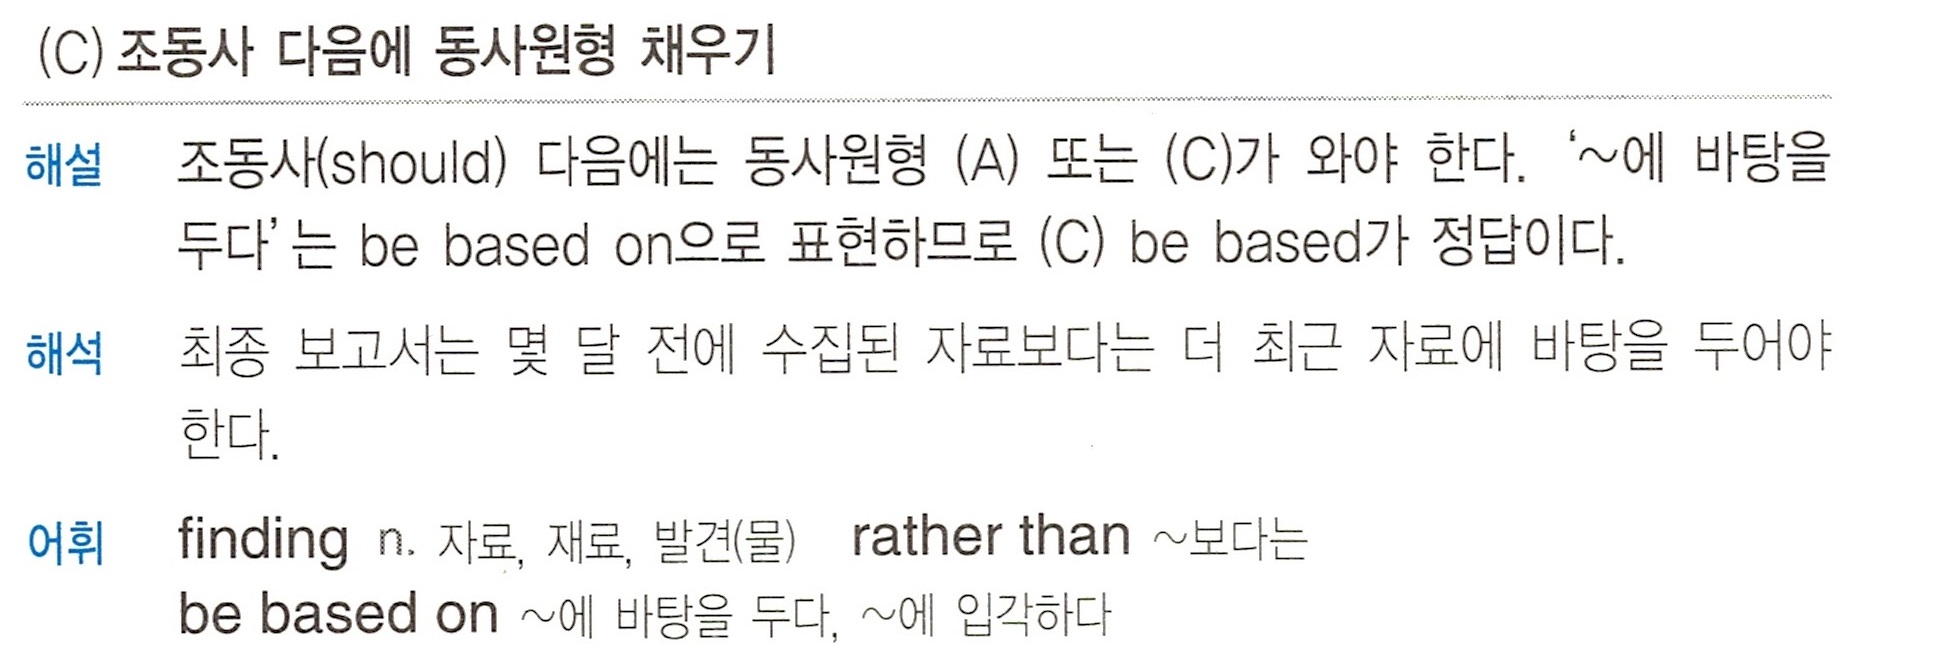 (C) 조동사 다음에 동사원형 채우기
해설 조동사(should) 다음에는 동사원형 (A) 또는 (C)가 와야 한다. ‘~에 바탕을
두다’는 be based on으로 표현하므로 (C) be based가 정답이다.
해석 최종 보고서는 몇 달 전에 수집된 자료보다는 더 최근 자료에 바탕을 두어야
한다.
어휘 finding n. 자료, 재료, 발견(물) rather than ~보다는
be based on ~에 바탕을 두다, ~에 입각하다